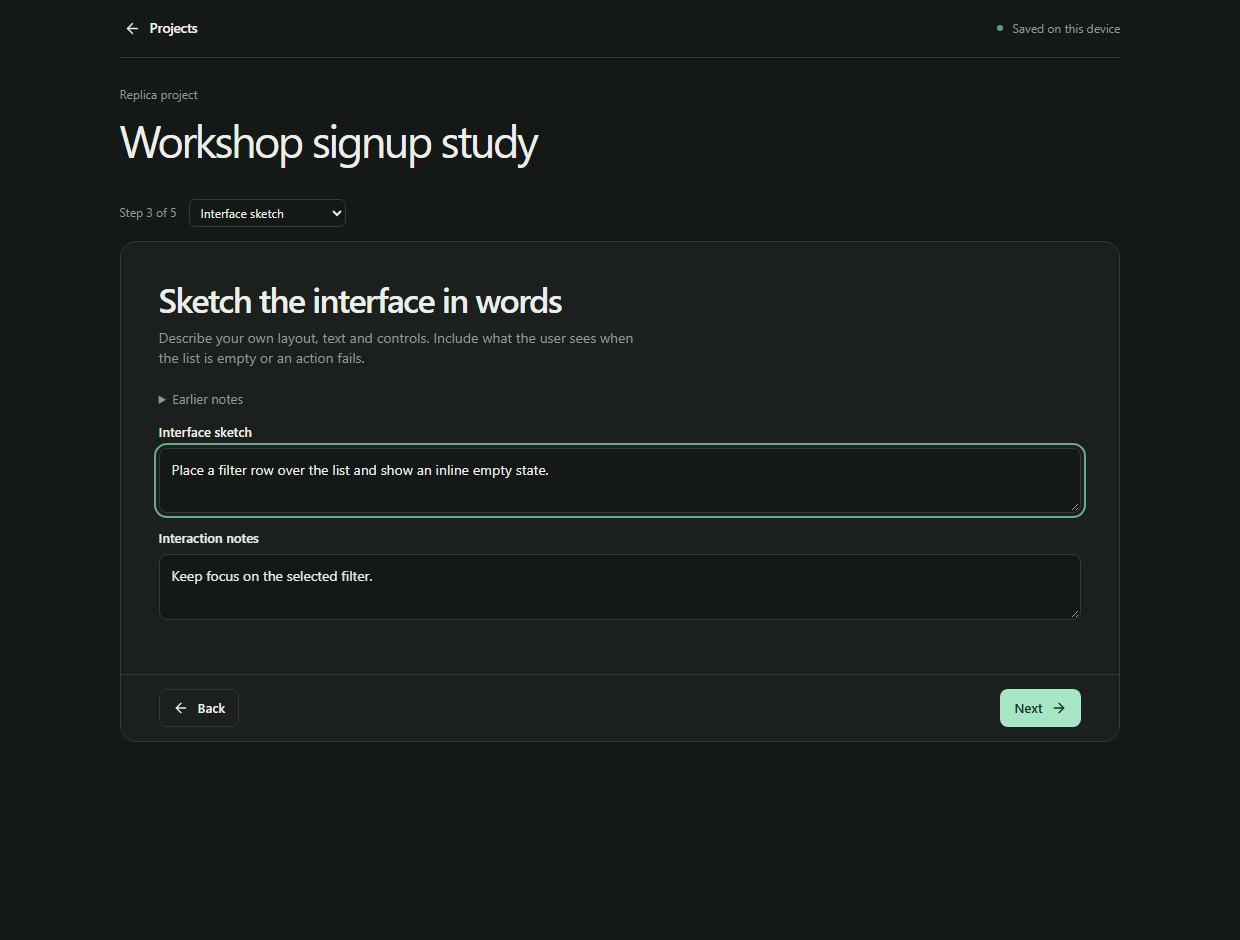 Projects
Saved on this device
Replica project
Workshop signup study
Step 3 of 5
Interface sketch
Sketch the interface in words
Describe your own layout, text and controls. Include what the user sees when
the list is empty or an action fails.
Earlier notes
Interface sketch
Place a filter row over the list and show an inline empty state.
Interaction notes
Keep focus on the selected filter.
Back
Next